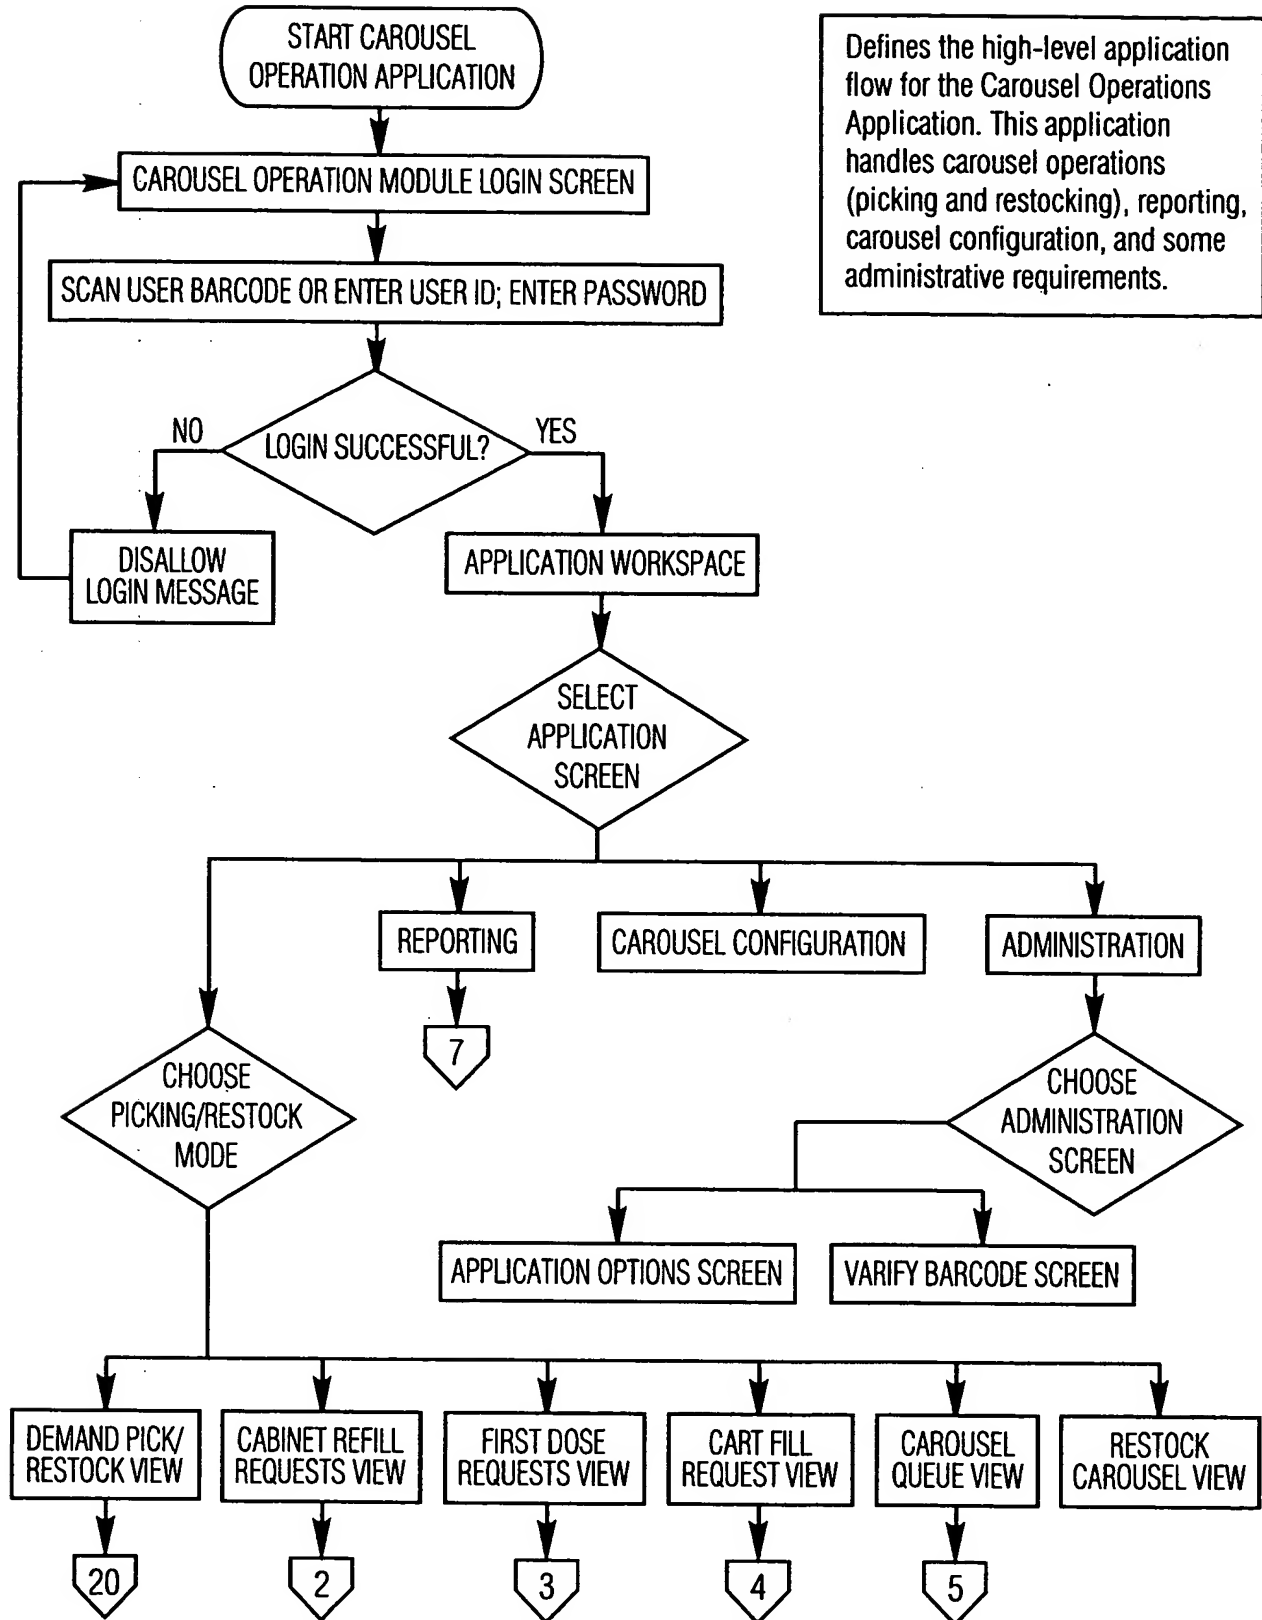 START CAROUSEL
OPERATION APPLICATION
Defines the high-level application
flow for the Carousel Operations
Application. This application
handles carousel operations
(picking and restocking), reporting,
carousel configuration, and some
administrative requirements.
CAROUSEL OPERATION MODULE LOGIN SCREEN
SCAN USER BARCODE OR ENTER USER ID; ENTER PASSWORD
LOGIN SUCCESSFUL?
NO
YES
DISALLOW
LOGIN MESSAGE
APPLICATION WORKSPACE
SELECT
APPLICATION
SCREEN
REPORTING
CAROUSEL CONFIGURATION
ADMINISTRATION
7
CHOOSE
PICKING/RESTOCK
MODE
CHOOSE
ADMINISTRATION
SCREEN
APPLICATION OPTIONS SCREEN
VARIFY BARCODE SCREEN
DEMAND PICK/
RESTOCK VIEW
CABINET REFILL
REQUESTS VIEW
FIRST DOSE
REQUESTS VIEW
CART FILL
REQUEST VIEW
CAROUSEL
QUEUE VIEW
RESTOCK
CAROUSEL VIEW
20
2
3
4
5